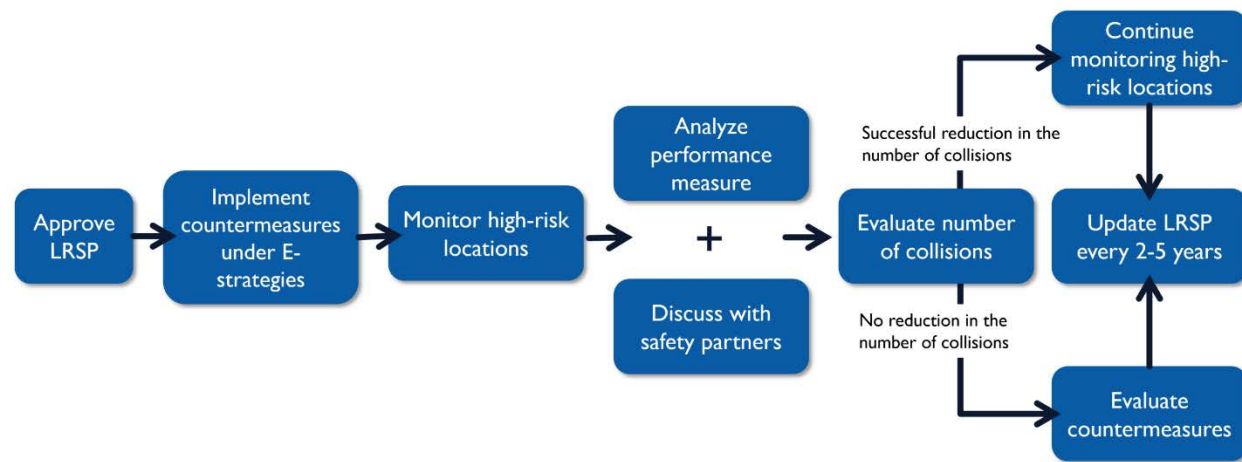 Approve
LRSP
Implement
countermeasures
under E-
strategies
Monitor high-risk
locations
Analyze
performance
measure
+
Discuss with
safety partners
Evaluate number
of collisions
Successful reduction in the
number of collisions
No reduction in the
number of collisions
Continue
monitoring high-
risk locations
Update LRSP
every 2-5 years
Evaluate
countermeasures